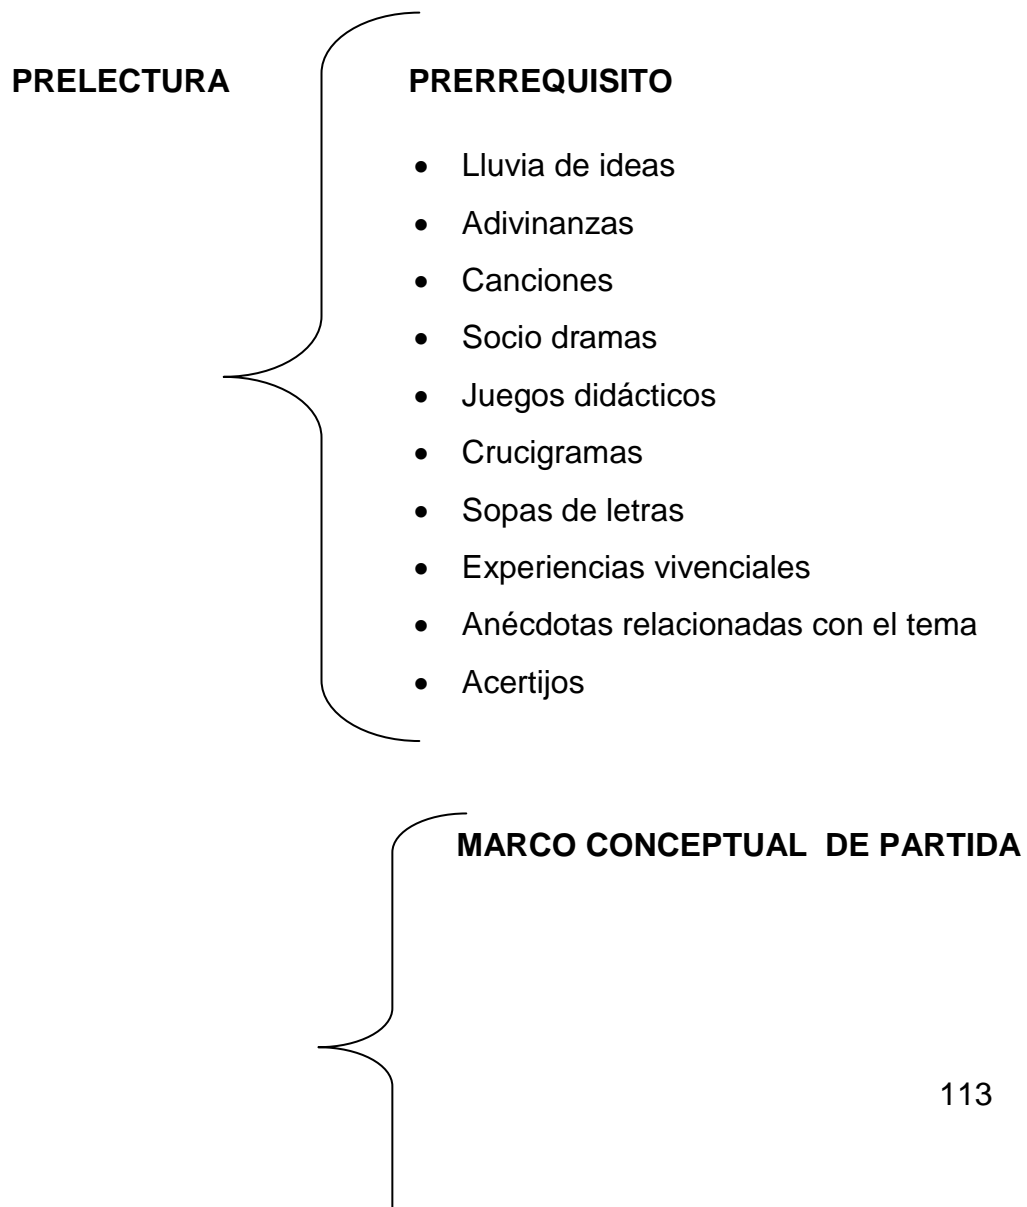 PRELECTURA PRERREQUISITO
• Lluvia de ideas
• Adivinanzas
• Canciones
• Socio dramas
• Juegos didácticos
• Crucigramas
• Sopas de letras
• Experiencias vivenciales
• Anécdotas relacionadas con el tema
• Acertijos
MARCO CONCEPTUAL DE PARTIDA
113